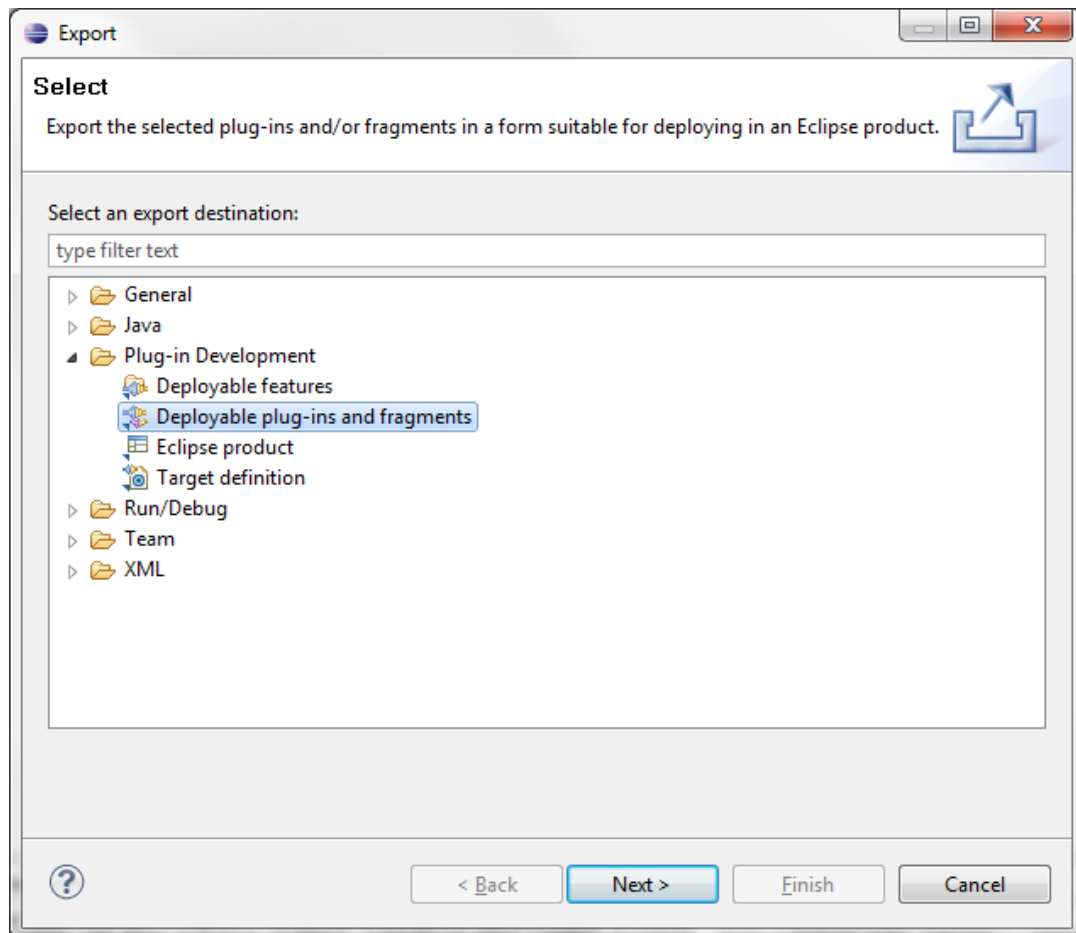 Export
Select
Export the selected plug-ins and/or fragments in a form suitable for deploying in an Eclipse product.
Select an export destination:
type filter text
General
Java
Plug-in Development
Deployable features
Deployable plug-ins and fragments
Eclipse product
Target definition
Run/Debug
Team
XML
?
< Back
Next >
Finish
Cancel